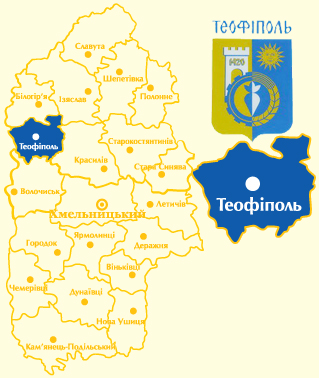 ТЕОФІПОЛЬ
1420
Славута
Шепетівка
Білогір'я
Ізяслав
Полонне
Теофіполь
Старокостянтинів
Красилів
Стара Синява
Теофіполь
Волочиськ
Хмельницький
Летичів
Ярмолинці
Городок
Деражня
Віньківці
Чемерівці
Дунаївці
Нова Ушиця
Кам'янець-Подільський